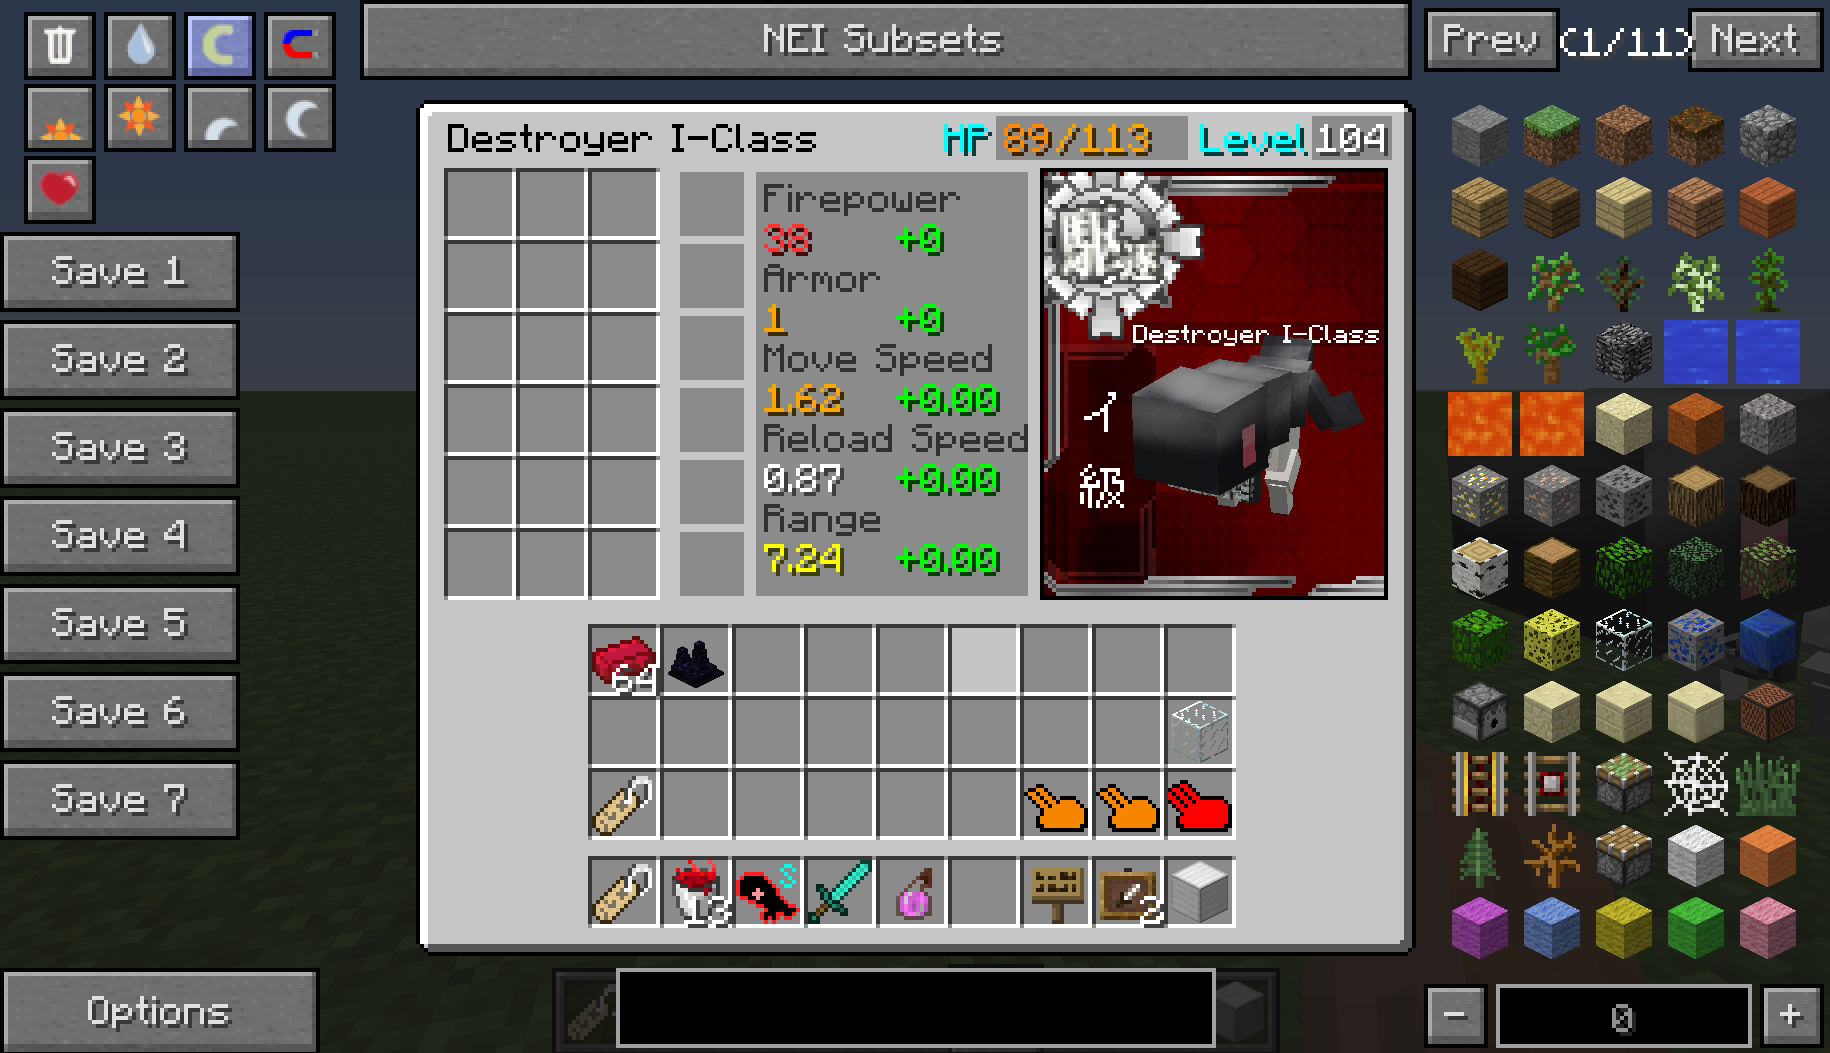 NEI Subsets
Prev
(1/11)
Next
Destroyer I-Class
HP
89/113
Level
104
Firepower
38 +0
Armor
1 +0
Move Speed
1.62 +0.00
Reload Speed
0.87 +0.00
Range
7.24 +0.00
Destroyer I-Class
イ
級
Save 1
Save 2
Save 3
Save 4
Save 5
Save 6
Save 7
64
13
S
2
Options
-
0
+